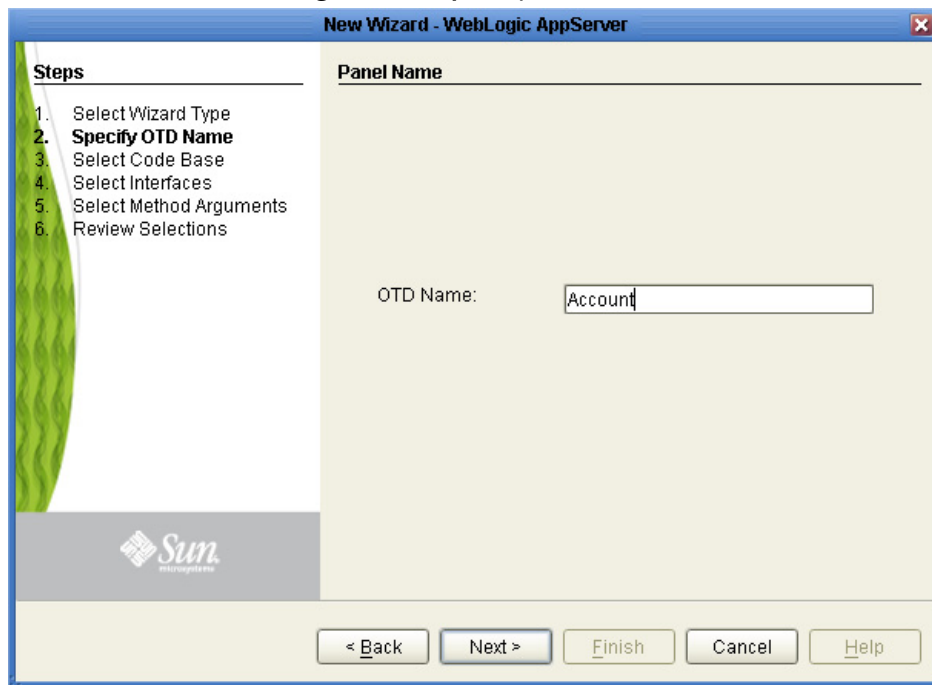 New Wizard - WebLogic AppServer
Steps
1. Select Wizard Type
2. Specify OTD Name
3. Select Code Base
4. Select Interfaces
5. Select Method Arguments
6. Review Selections
Panel Name
OTD Name: Account
Sun
microsystems
< Back Next > Finish Cancel Help